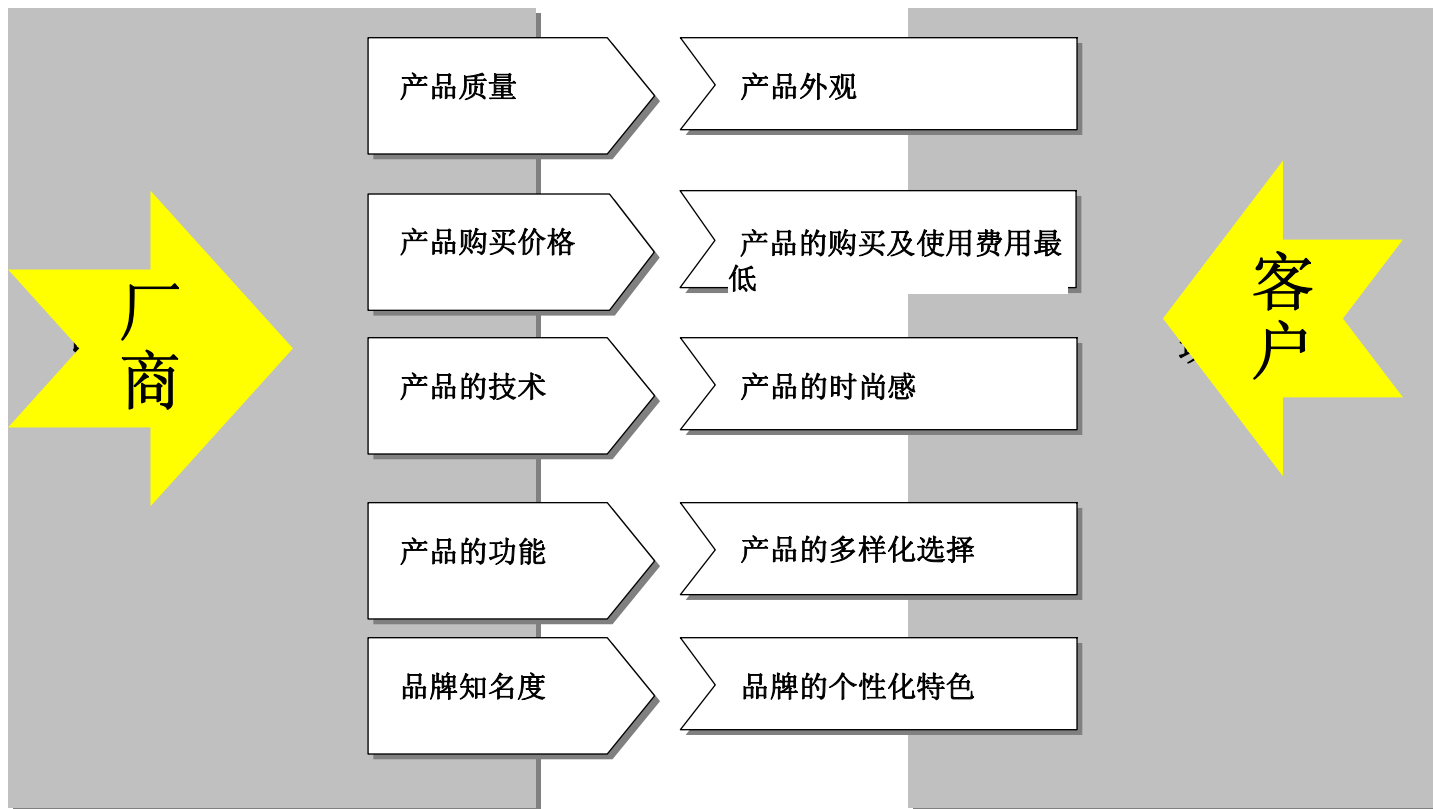 产品质量
产品外观
产品购买价格
产品的购买及使用费用最
低
厂
商
客
户
产品的技术
产品的时尚感
产品的功能
产品的多样化选择
品牌知名度
品牌的个性化特色